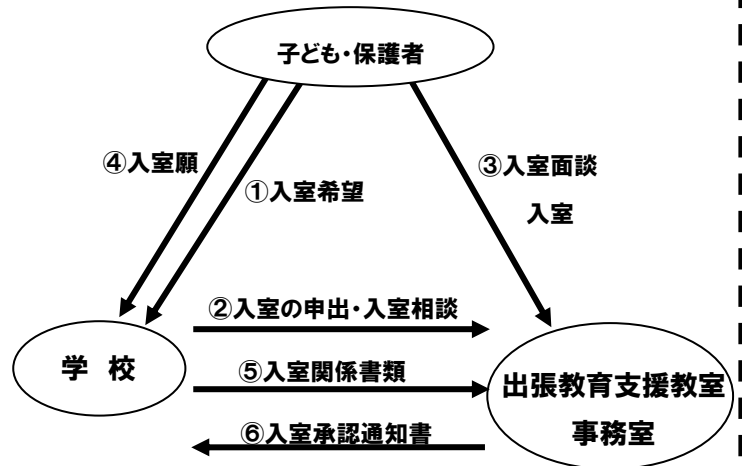 子ども・保護者
④入室願
①入室希望
③入室面談
入室
②入室の申出・入室相談
学 校
⑤入室関係書類
出張教育支援教室
事務室
⑥入室承認通知書